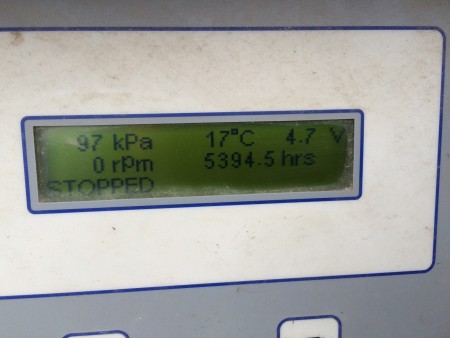 97 kPa 17°C 4.7 V
0 rpm 5394.5 hrs
STOPPED